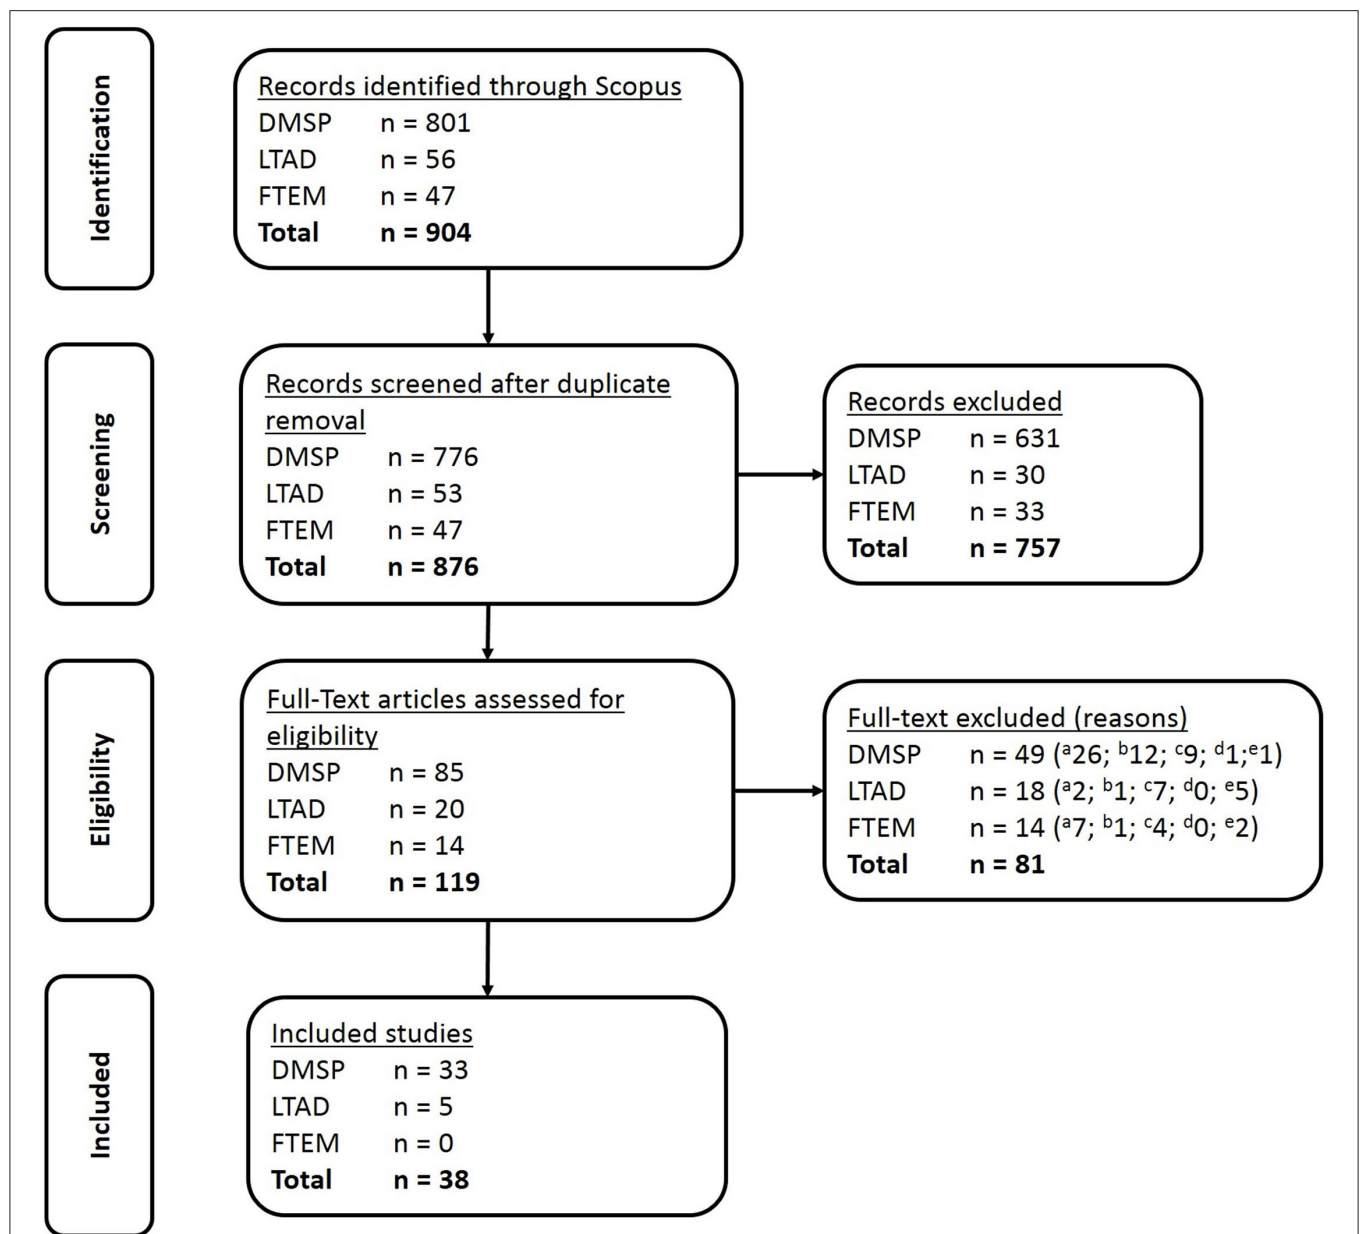 Identification
Records identified through Scopus
DMSP n = 801
LTAD n = 56
FTEM n = 47
Total n = 904
Screening
Records screened after duplicate
removal
DMSP n = 776
LTAD n = 53
FTEM n = 47
Total n = 876
Records excluded
DMSP n = 631
LTAD n = 30
FTEM n = 33
Total n = 757
Eligibility
Full-Text articles assessed for
eligibility
DMSP n = 85
LTAD n = 20
FTEM n = 14
Total n = 119
Full-text excluded (reasons)
DMSP n = 49 (ᵃ26; ᵇ12; ᶜ9; ᵈ1;ᵉ1)
LTAD n = 18 (ᵃ2; ᵇ1; ᶜ7; ᵈ0; ᵉ5)
FTEM n = 14 (ᵃ7; ᵇ1; ᶜ4; ᵈ0; ᵉ2)
Total n = 81
Included
Included studies
DMSP n = 33
LTAD n = 5
FTEM n = 0
Total n = 38